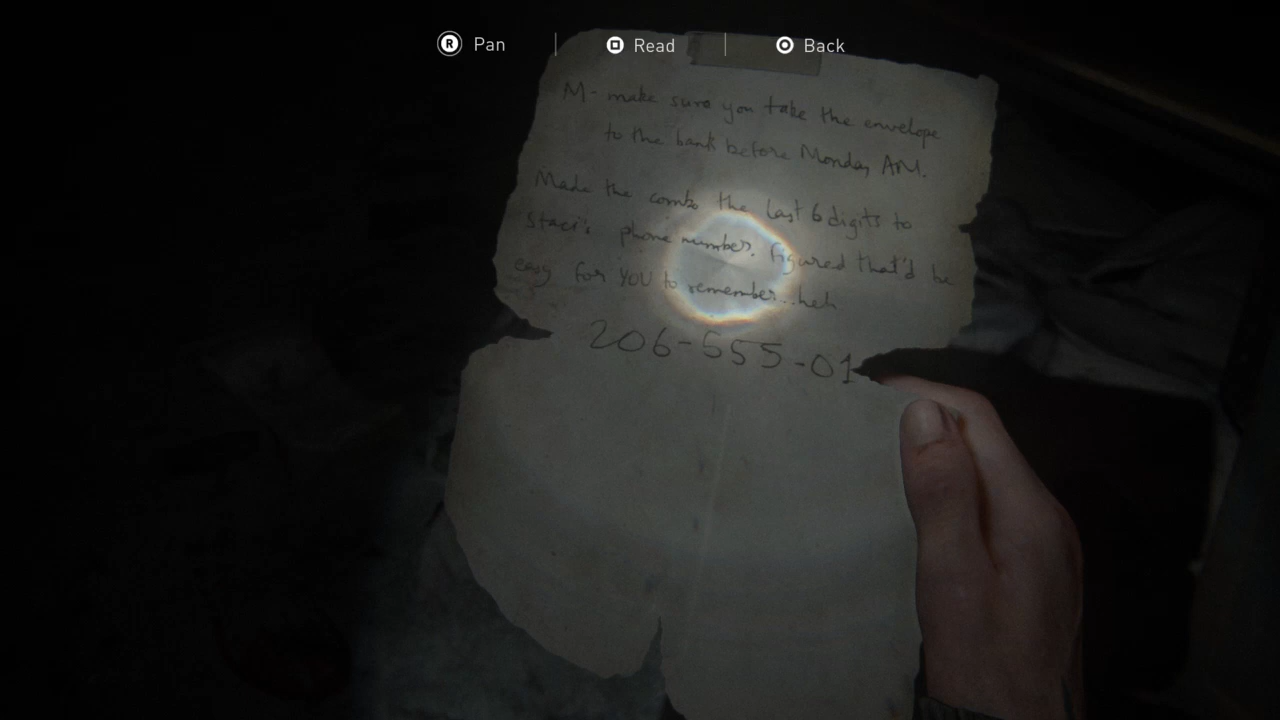 R Pan | Read | Back
M- make sure you take the envelope
to the bank before Monday AM.
Made the combo the last 6 digits to
Staci's phone number. figured that'd be
easy for YOU to remember...heh
206-555-01